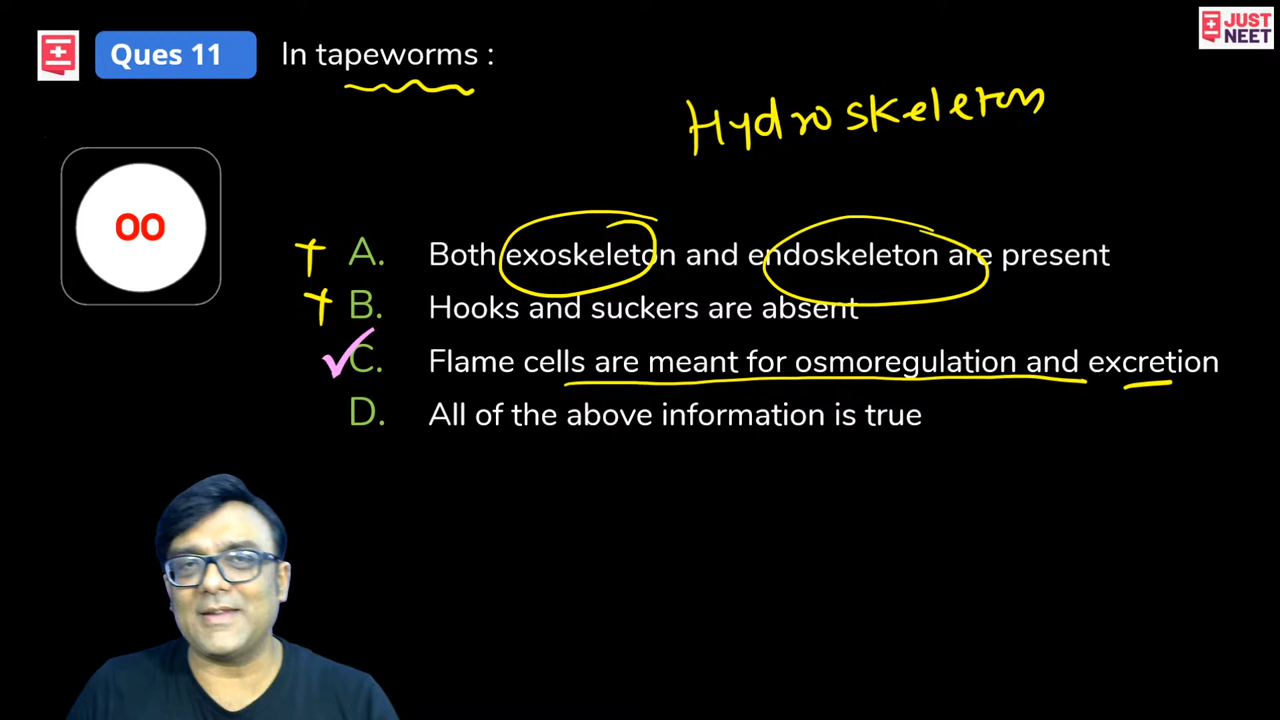 JUST
NEET
Ques 11 In tapeworms :
Hydroskeleton
00
A. Both exoskeleton and endoskeleton are present
B. Hooks and suckers are absent
C. Flame cells are meant for osmoregulation and excretion
D. All of the above information is true